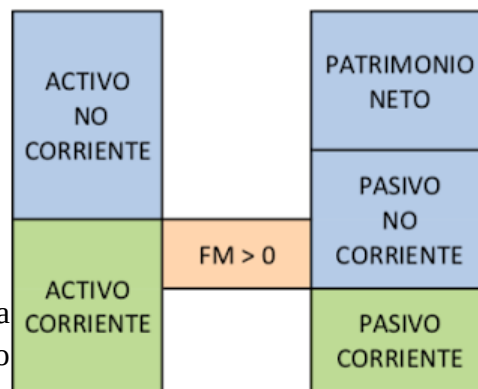 ACTIVO
NO
CORRIENTE
ACTIVO
CORRIENTE
FM > 0
PATRIMONIO
NETO
PASIVO
NO
CORRIENTE
PASIVO
CORRIENTE
a
o